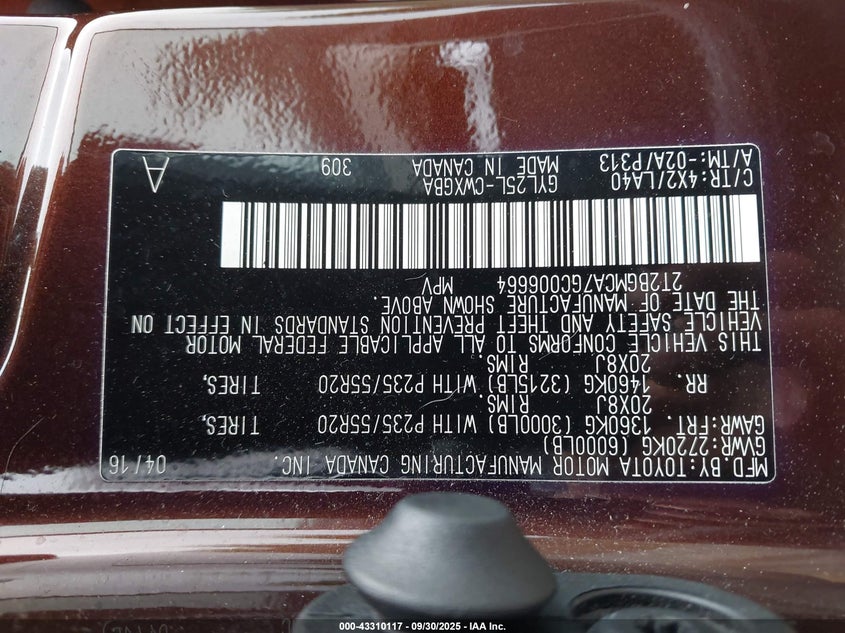 MFD.BY:TOYOTA MOTOR MANUFACTURING CANADA INC. 04/16
GVWR:2720KG (6000LB)
GAWR:FRT. 1360KG (3000LB) WITH P235/55R20 TIRES,
20X8J RIMS.
RR. 1460KG (3215LB) WITH P235/55R20 TIRES,
20X8J RIMS.
THIS VEHICLE CONFORMS TO ALL APPLICABLE FEDERAL MOTOR
VEHICLE SAFETY AND THEFT PREVENTION STANDARDS IN EFFECT ON
THE DATE OF MANUFACTURE SHOWN ABOVE.
2T2BGMCA7GC006664 MPV
C/TR:4X2/LA40 GYL25L-CWXGBA
A/TM:-02A/P313 MADE IN CANADA 309 A
000-43310117 - 09/30/2025 - IAA Inc.